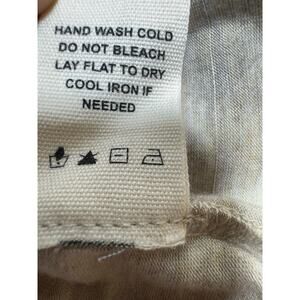 HAND WASH COLD
DO NOT BLEACH
LAY FLAT TO DRY
COOL IRON IF
NEEDED